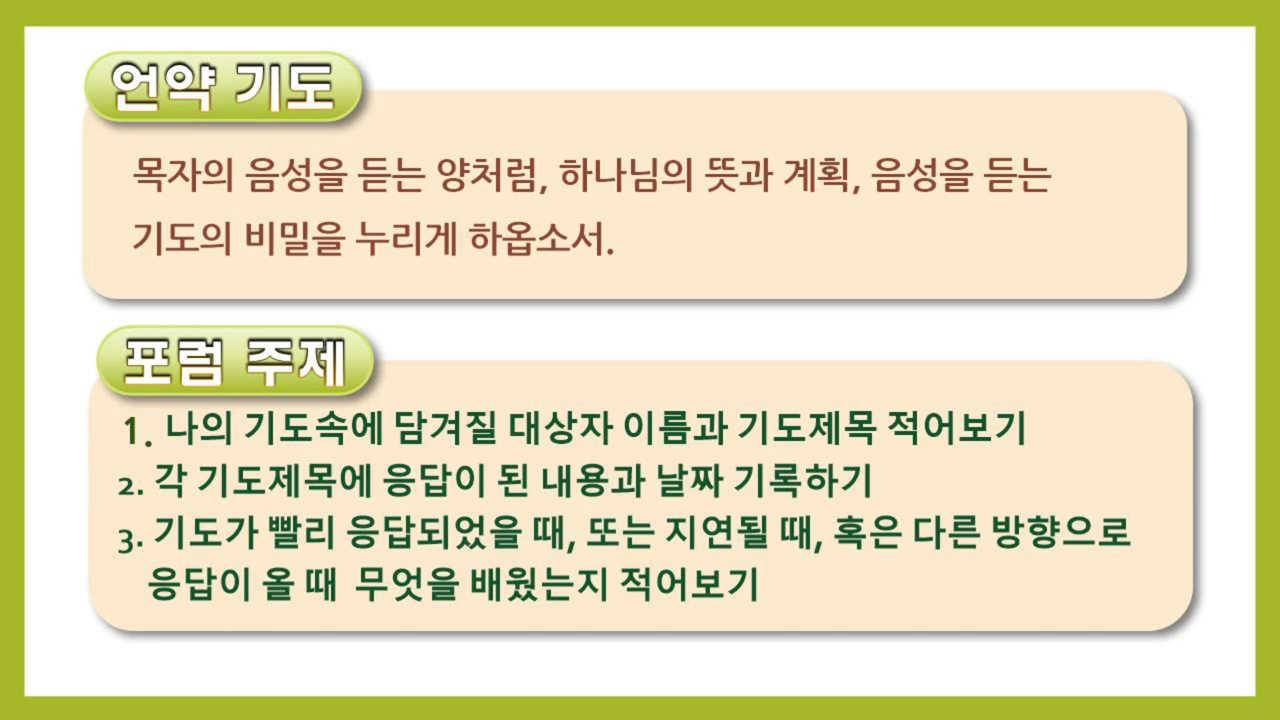 언약 기도
목자의 음성을 듣는 양처럼, 하나님의 뜻과 계획, 음성을 듣는
기도의 비밀을 누리게 하옵소서.
포럼 주제
1. 나의 기도속에 담겨질 대상자 이름과 기도제목 적어보기
2. 각 기도제목에 응답이 된 내용과 날짜 기록하기
3. 기도가 빨리 응답되었을 때, 또는 지연될 때, 혹은 다른 방향으로
응답이 올 때 무엇을 배웠는지 적어보기